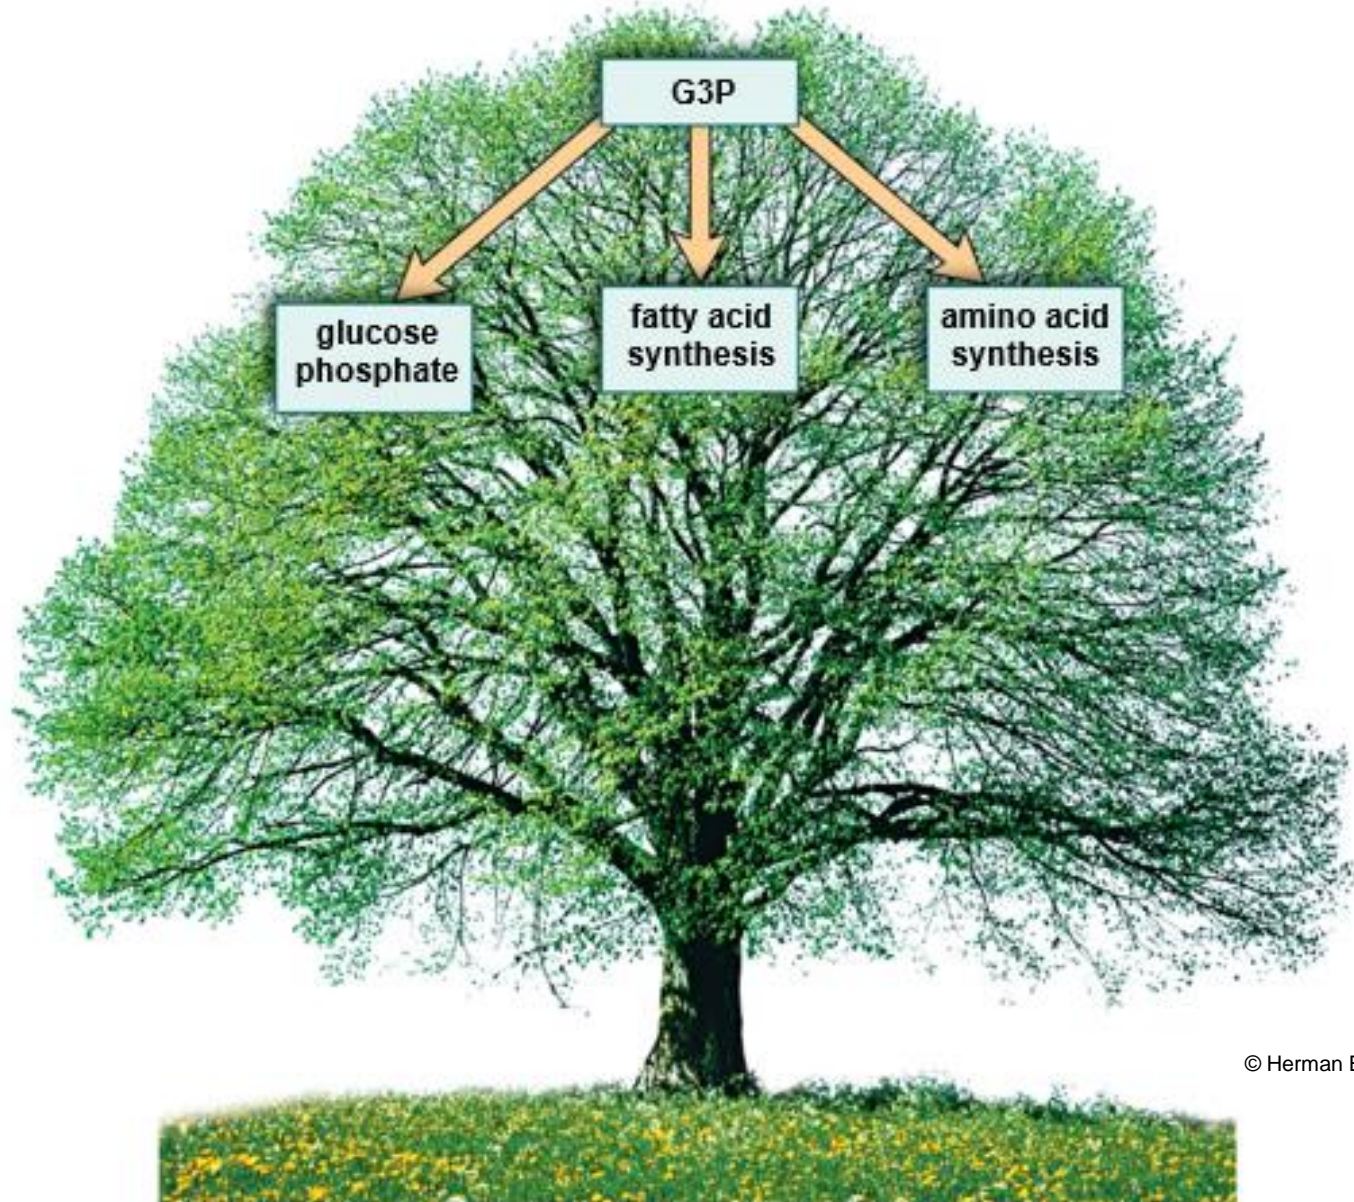 G3P
glucose
phosphate
fatty acid
synthesis
amino acid
synthesis
© Herman